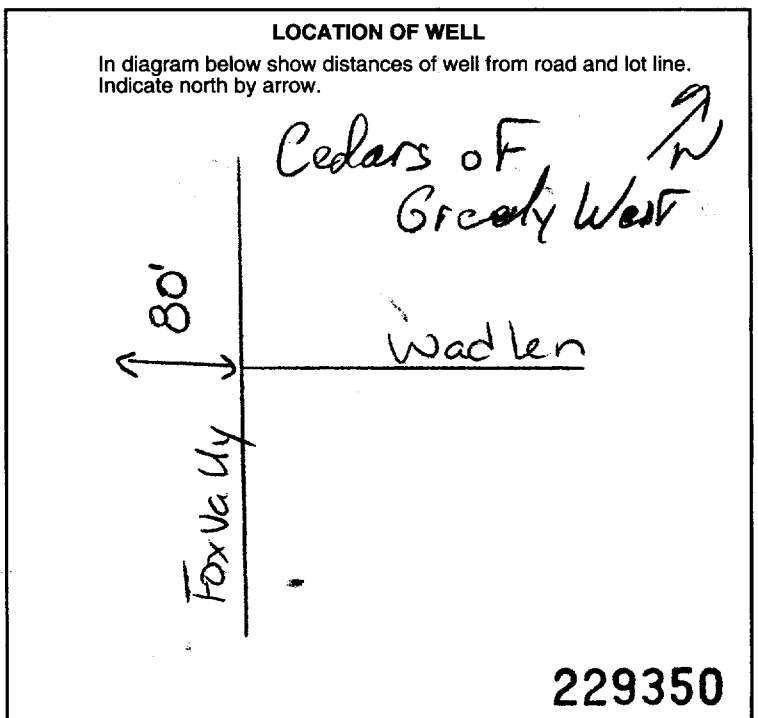 LOCATION OF WELL
In diagram below show distances of well from road and lot line.
Indicate north by arrow.
N
Cedars of
Greely West
80'
Wadlen
Fox Vally
229350